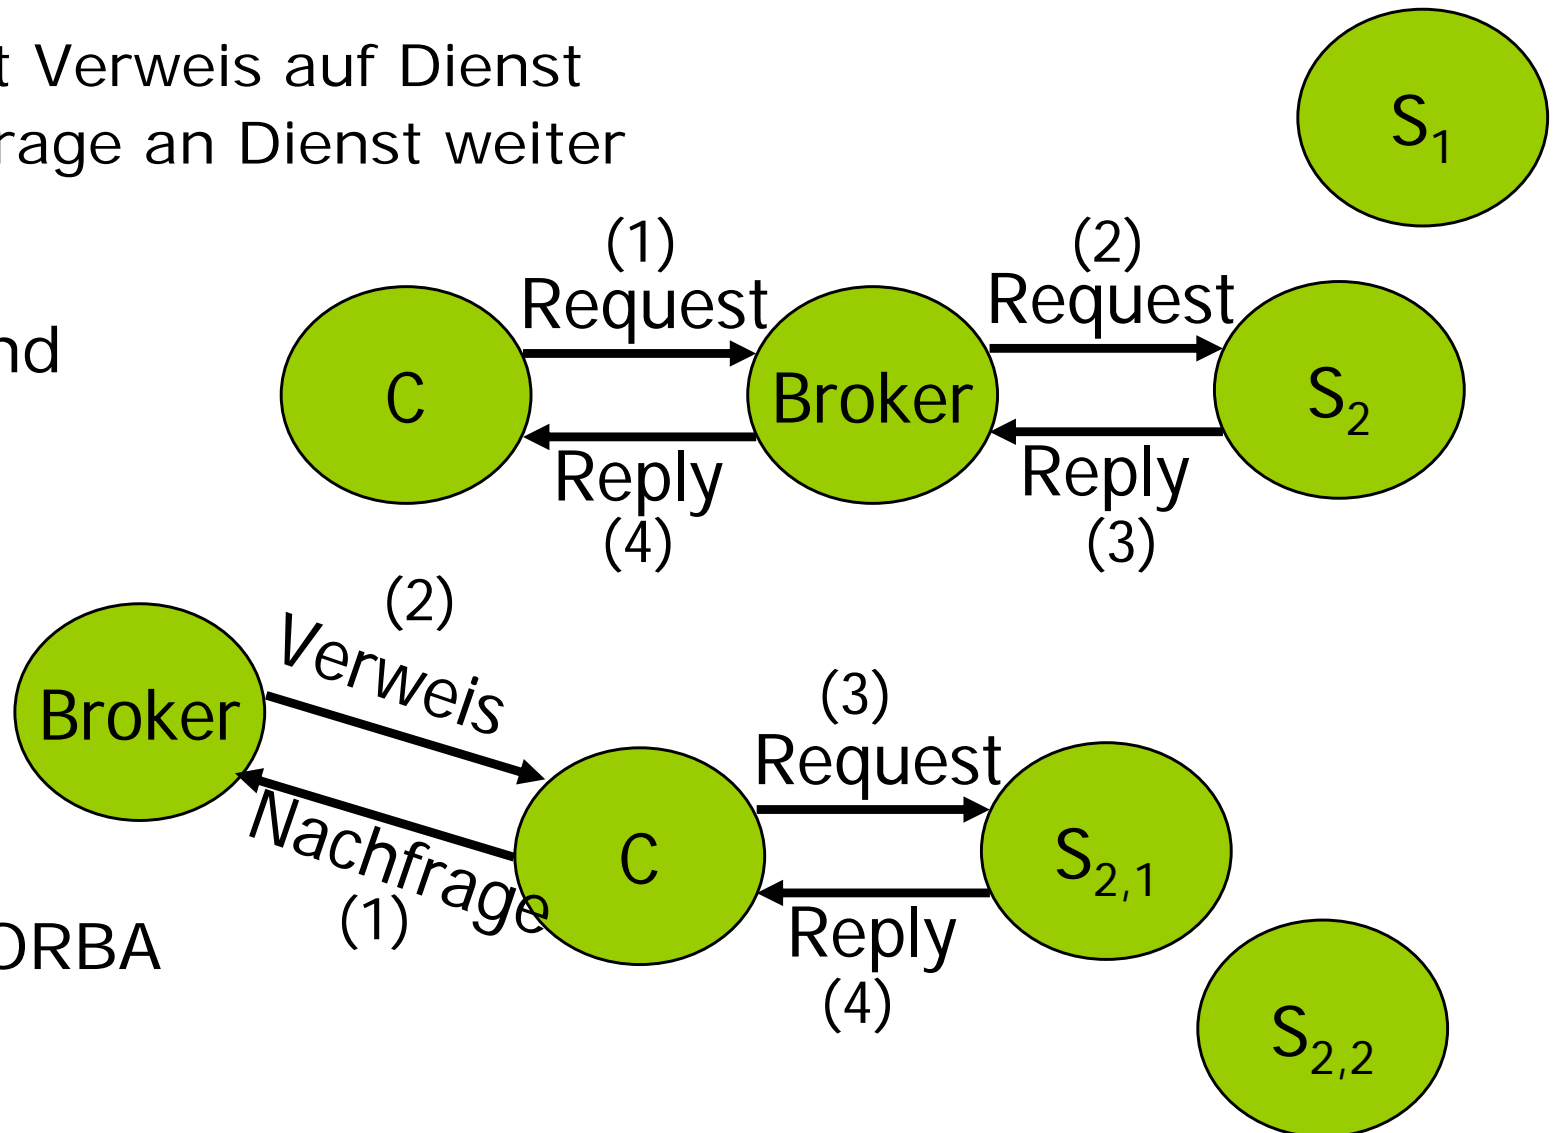 t Verweis auf Dienst
rage an Dienst weiter
S1
(1)
(2)
Request
Request
nd
C
Broker
S2
Reply
Reply
(4)
(3)
(2)
Verweis
Broker
(3)
Request
Nachfrage
(1)
C
S2,1
Reply
(4)
ORBA
S2,2